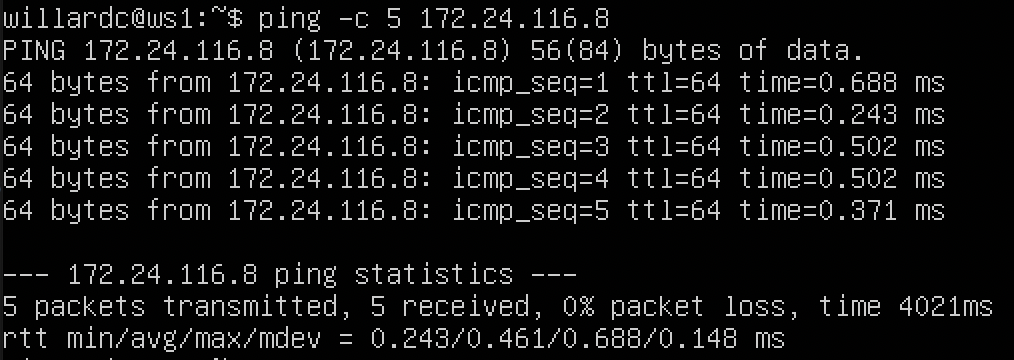 willardc@ws1:~$ ping -c 5 172.24.116.8
PING 172.24.116.8 (172.24.116.8) 56(84) bytes of data.
64 bytes from 172.24.116.8: icmp_seq=1 ttl=64 time=0.688 ms
64 bytes from 172.24.116.8: icmp_seq=2 ttl=64 time=0.243 ms
64 bytes from 172.24.116.8: icmp_seq=3 ttl=64 time=0.502 ms
64 bytes from 172.24.116.8: icmp_seq=4 ttl=64 time=0.502 ms
64 bytes from 172.24.116.8: icmp_seq=5 ttl=64 time=0.371 ms
--- 172.24.116.8 ping statistics ---
5 packets transmitted, 5 received, 0% packet loss, time 4021ms
rtt min/avg/max/mdev = 0.243/0.461/0.688/0.148 ms